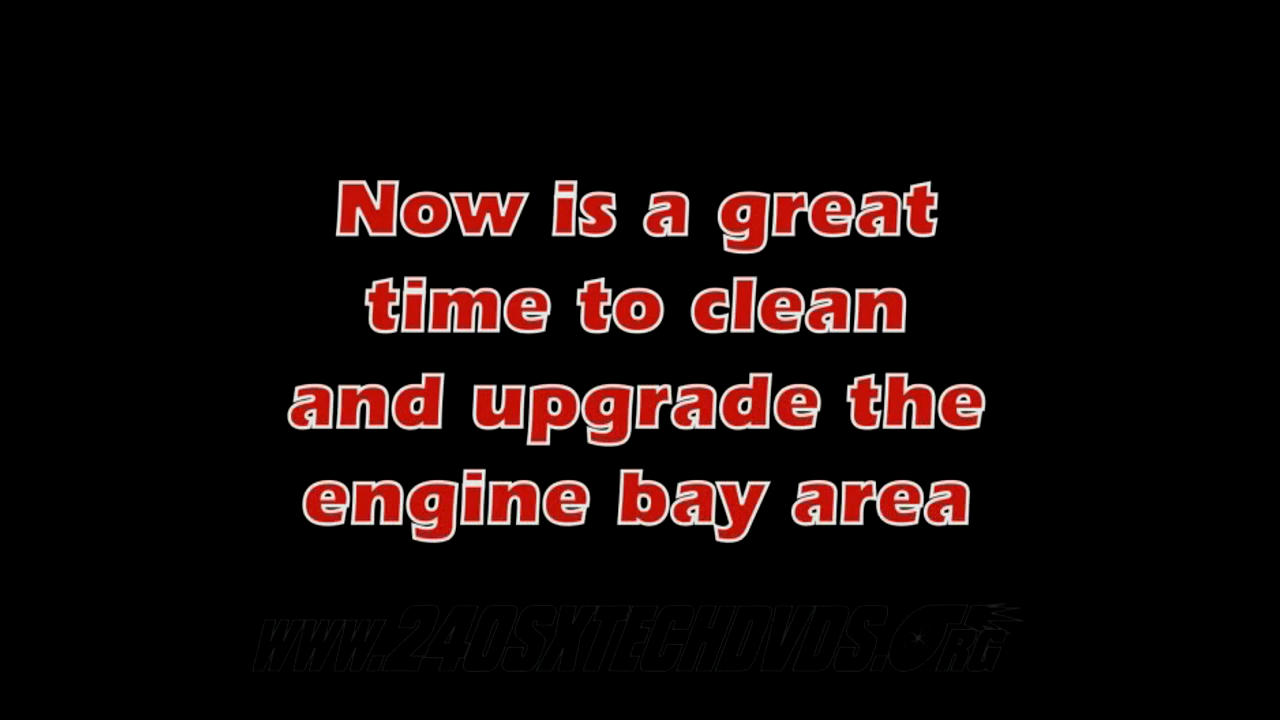 Now is a great
time to clean
and upgrade the
engine bay area
WWW.240SXTECHDVDS.ORG